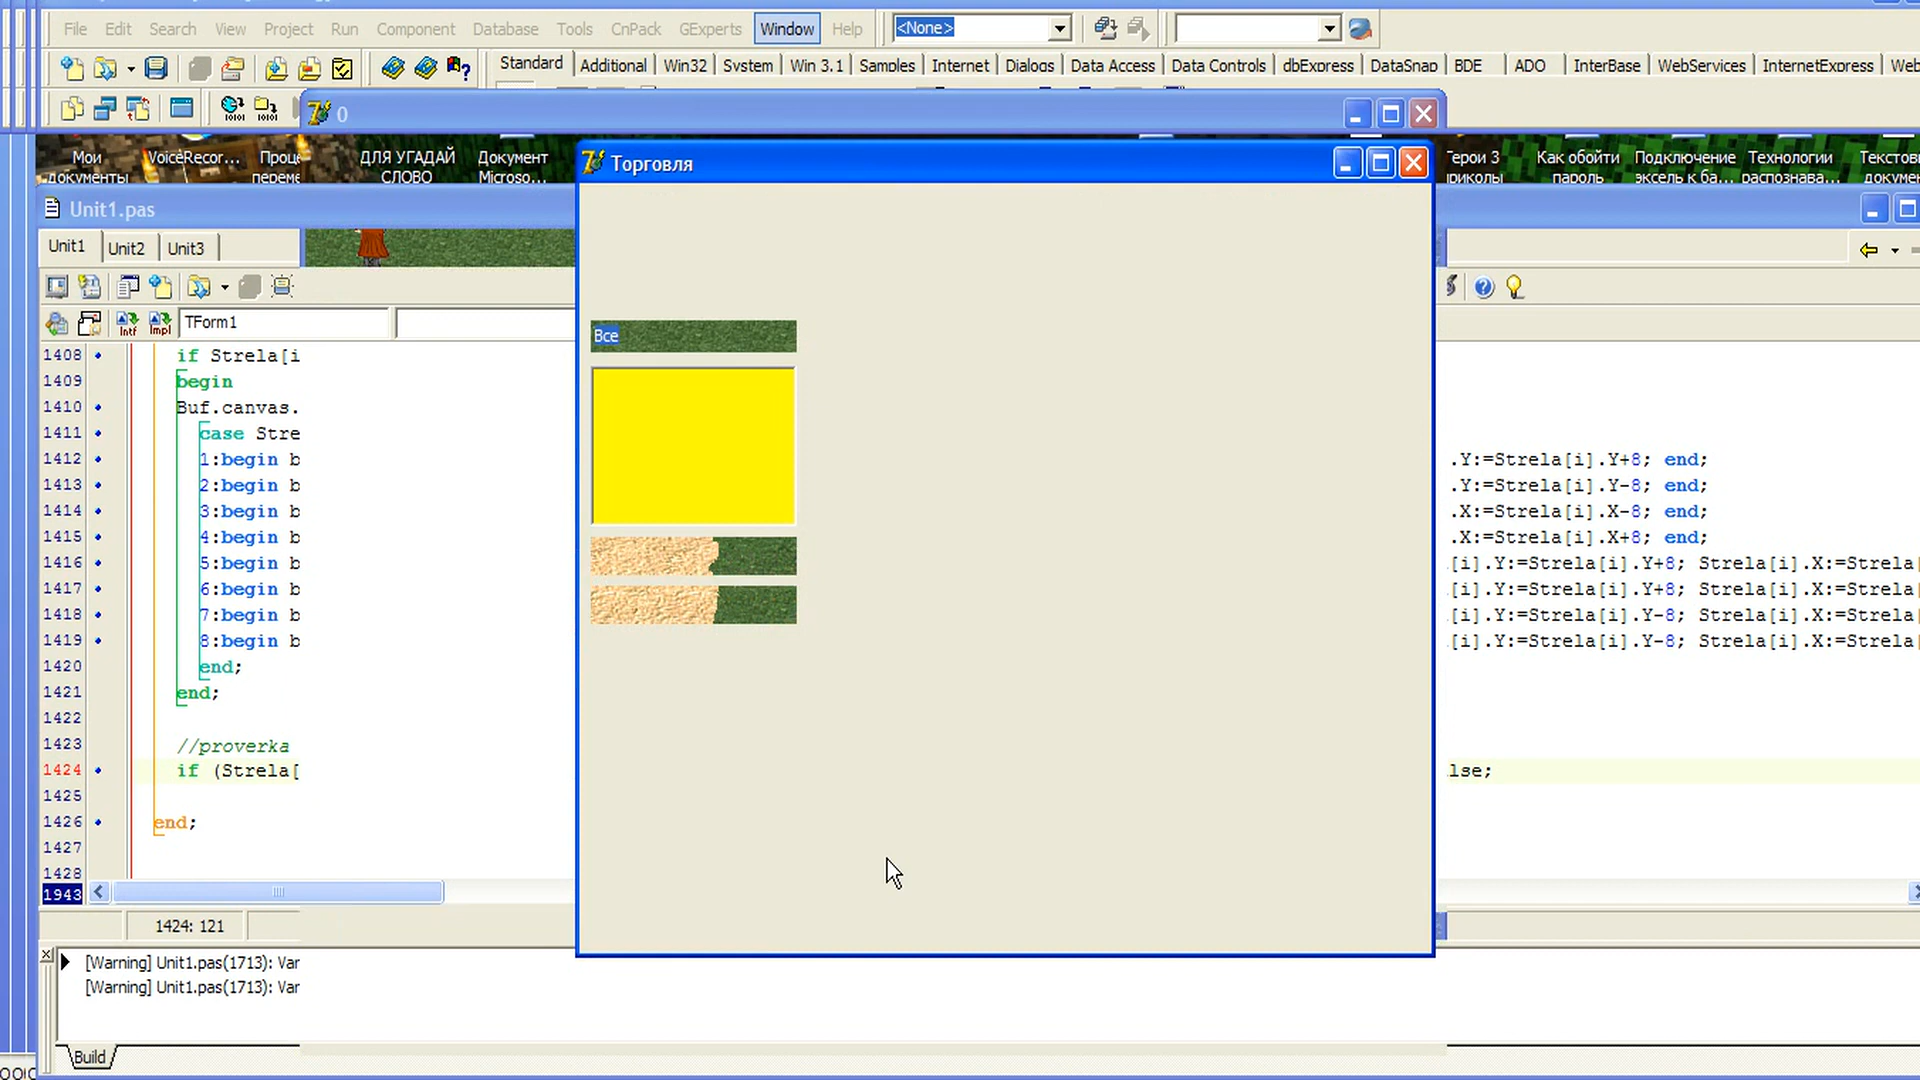 File Edit Search View Project Run Component Database Tools CnPack GExperts Window Help <None>
Standard Additional Win32 System Win 3.1 Samples Internet Dialogs Data Access Data Controls dbExpress DataSnap BDE ADO InterBase WebServices InternetExpress
0
Мои документы
VoiceRecor...
ДЛЯ УГАДАЙ СЛОВО
Документ Microso...
Герои 3 приколы
Как обойти пароль
Подключение эксель к ба...
Технологии распознава...
Торговля
Unit1.pas
Unit1 Unit2 Unit3
TForm1
Все
1408 if Strela[i
1409 begin
1410 Buf.canvas.
1411 case Stre
1412 1:begin b .Y:=Strela[i].Y+8; end;
1413 2:begin b .Y:=Strela[i].Y-8; end;
1414 3:begin b .X:=Strela[i].X-8; end;
1415 4:begin b .X:=Strela[i].X+8; end;
1416 5:begin b [i].Y:=Strela[i].Y+8; Strela[i].X:=Strela[
1417 6:begin b [i].Y:=Strela[i].Y+8; Strela[i].X:=Strela[
1418 7:begin b [i].Y:=Strela[i].Y-8; Strela[i].X:=Strela[
1419 8:begin b [i].Y:=Strela[i].Y-8; Strela[i].X:=Strela[
1420 end;
1421 end;
1422
1423 //proverka
1424 if (Strela[ lse;
1425
1426 end;
1427
1428
1943
1424: 121
[Warning] Unit1.pas(1713): Var
[Warning] Unit1.pas(1713): Var
Build